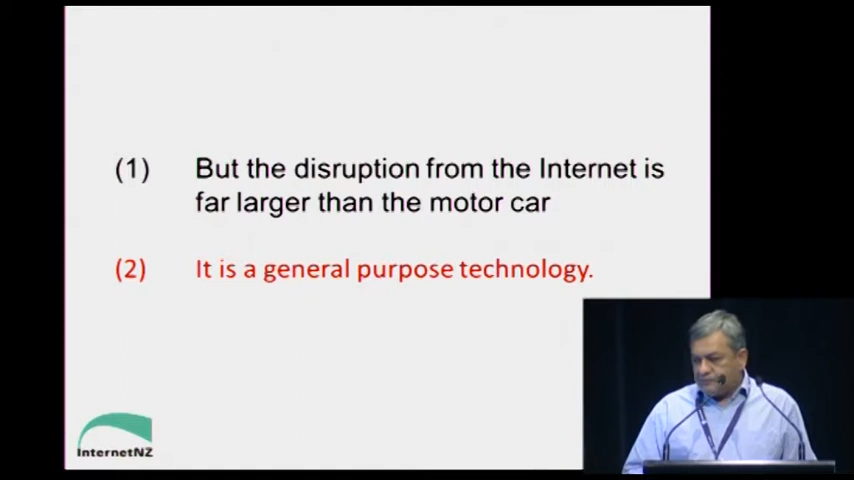 (1) But the disruption from the Internet is
far larger than the motor car
(2) It is a general purpose technology.
InternetNZ